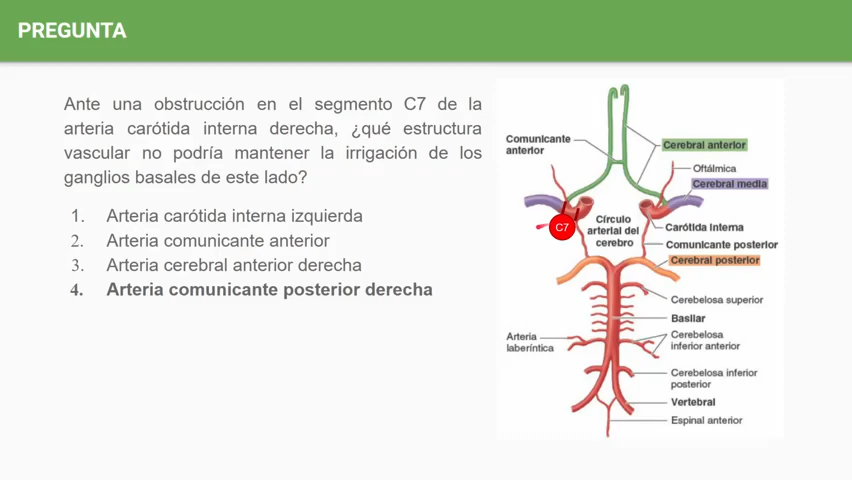 PREGUNTA
Ante una obstrucción en el segmento C7 de la
arteria carótida interna derecha, ¿qué estructura
vascular no podría mantener la irrigación de los
ganglios basales de este lado?
1. Arteria carótida interna izquierda
2. Arteria comunicante anterior
3. Arteria cerebral anterior derecha
4. Arteria comunicante posterior derecha
Comunicante
anterior
Cerebral anterior
Oftálmica
Cerebral media
C7
Círculo
arterial del
cerebro
Carótida interna
Comunicante posterior
Cerebral posterior
Cerebelosa superior
Basilar
Arteria
laberíntica
Cerebelosa
inferior anterior
Cerebelosa inferior
posterior
Vertebral
Espinal anterior